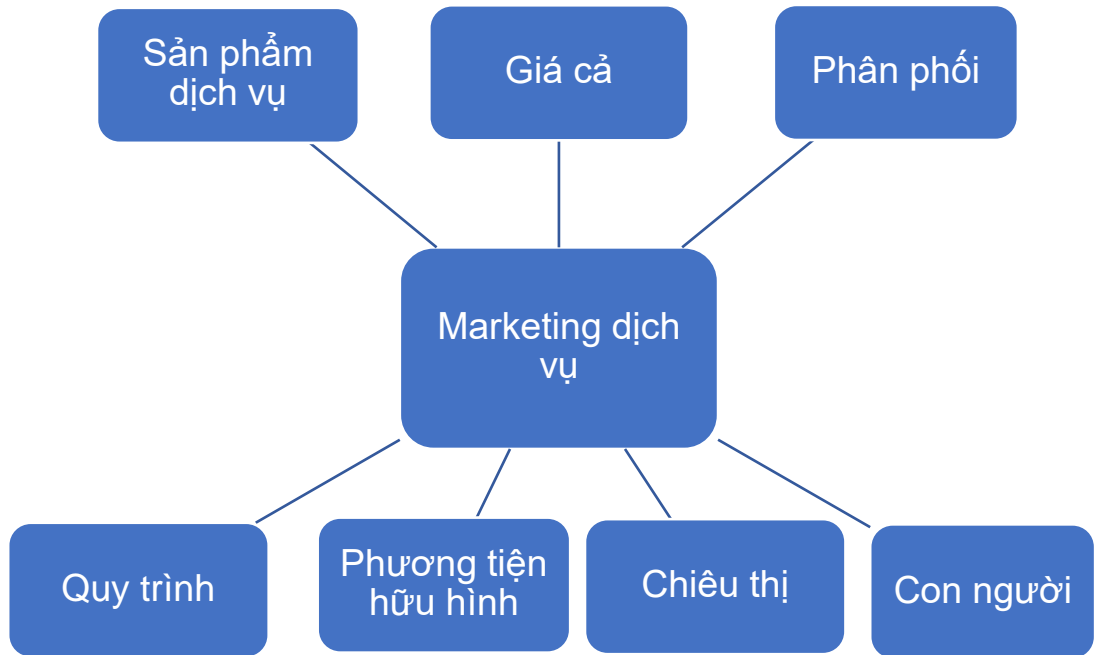 Sản phẩm
dịch vụ
Giá cả
Phân phối
Marketing dịch
vụ
Quy trình
Phương tiện
hữu hình
Chiêu thị
Con người